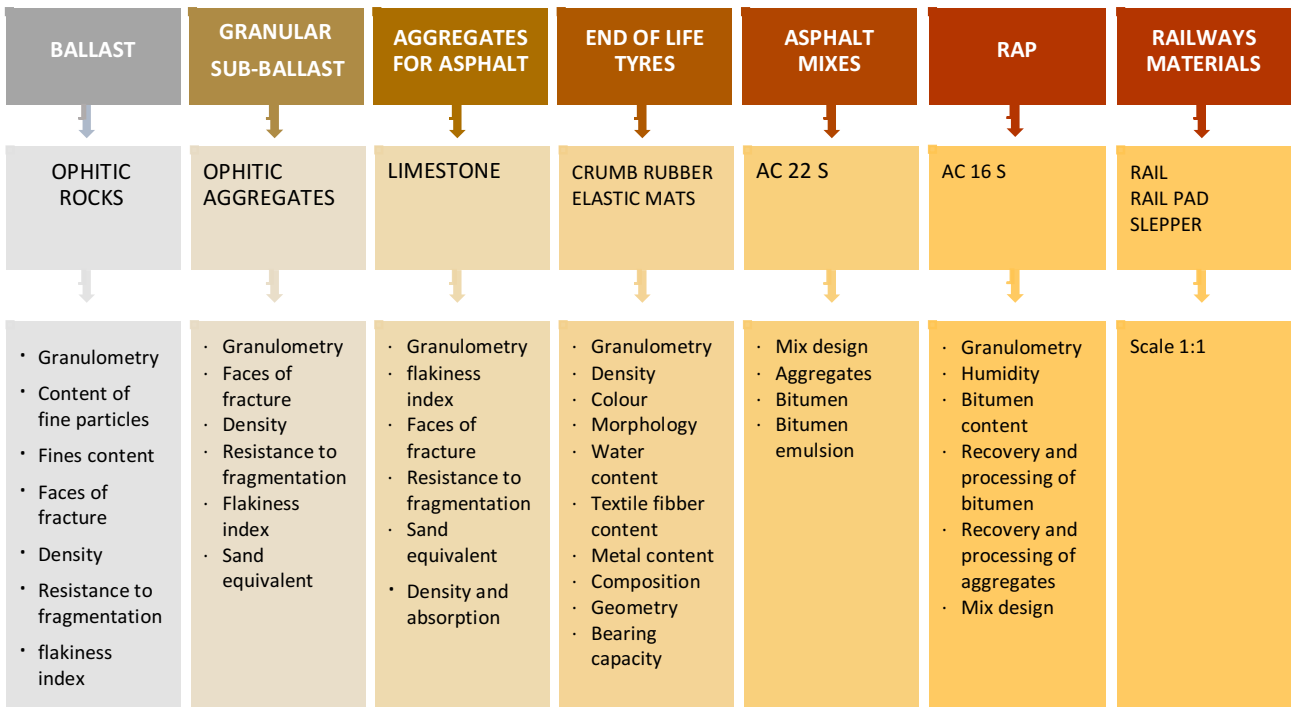 BALLAST
GRANULAR
SUB-BALLAST
AGGREGATES
FOR ASPHALT
END OF LIFE
TYRES
ASPHALT
MIXES
RAP
RAILWAYS
MATERIALS
OPHITIC
ROCKS
OPHITIC
AGGREGATES
LIMESTONE
CRUMB RUBBER
ELASTIC MATS
AC 22 S
AC 16 S
RAIL
RAIL PAD
SLEPPER
· Granulometry
· Content of
fine particles
· Fines content
· Faces of
fracture
· Density
· Resistance to
fragmentation
· flakiness
index
· Granulometry
· Faces of
fracture
· Density
· Resistance to
fragmentation
· Flakiness
index
· Sand
equivalent
· Granulometry
· flakiness
index
· Faces of
fracture
· Resistance to
fragmentation
· Sand
equivalent
· Density and
absorption
· Granulometry
· Density
· Colour
· Morphology
· Water
content
· Textile fibber
content
· Metal content
· Composition
· Geometry
· Bearing
capacity
· Mix design
· Aggregates
· Bitumen
· Bitumen
emulsion
· Granulometry
· Humidity
· Bitumen
content
· Recovery and
processing of
bitumen
· Recovery and
processing of
aggregates
· Mix design
Scale 1:1